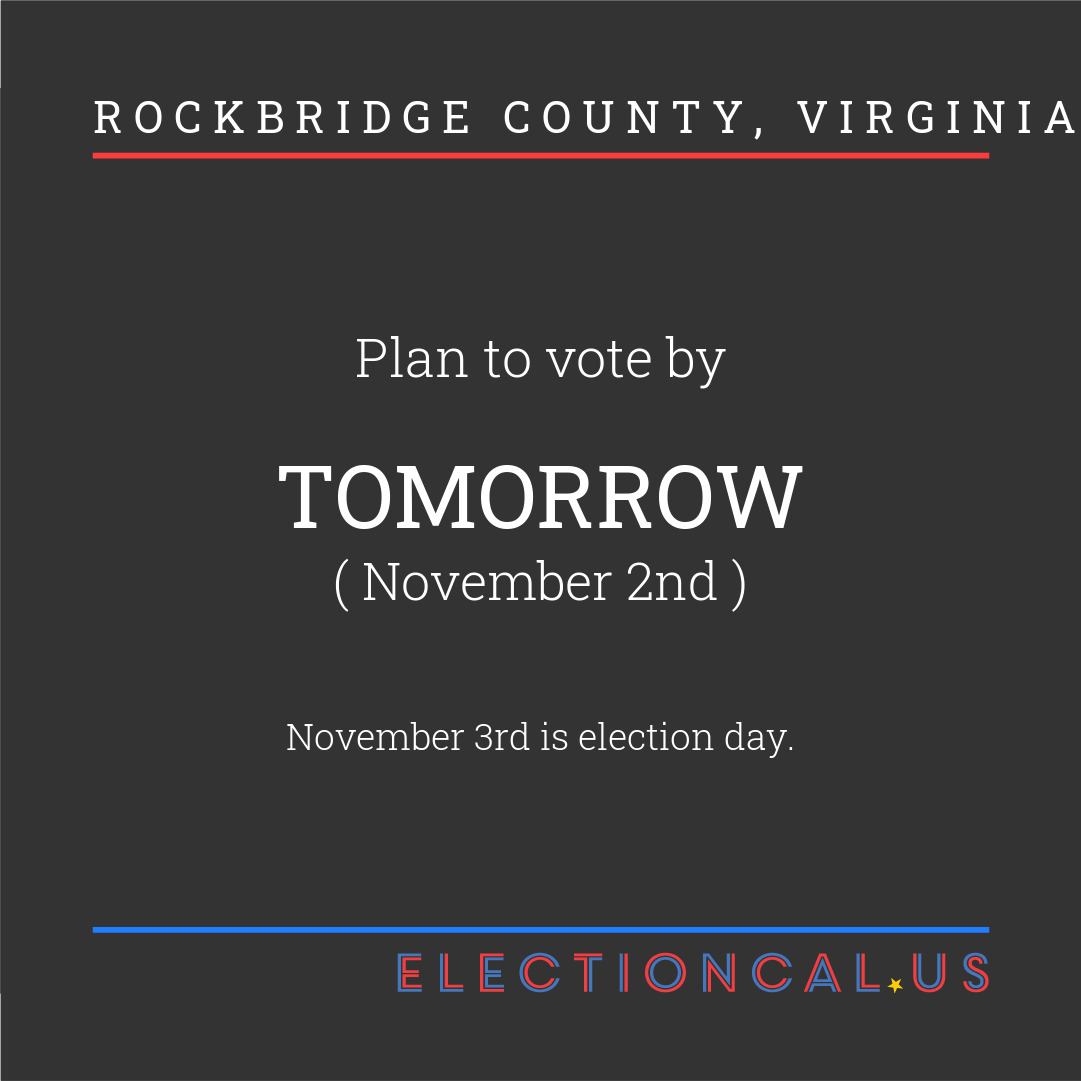 ROCKBRIDGE COUNTY, VIRGINIA
Plan to vote by
TOMORROW
( November 2nd )
November 3rd is election day.
ELECTIONCAL.US